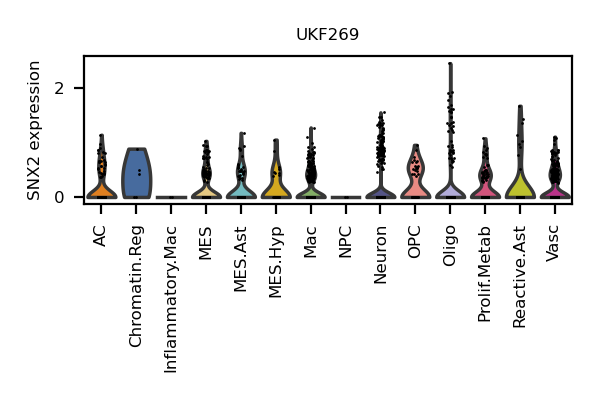 UKF269
SNX2 expression
2
0
AC
Chromatin.Reg
Inflammatory.Mac
MES
MES.Ast
MES.Hyp
Mac
NPC
Neuron
OPC
Oligo
Prolif.Metab
Reactive.Ast
Vasc